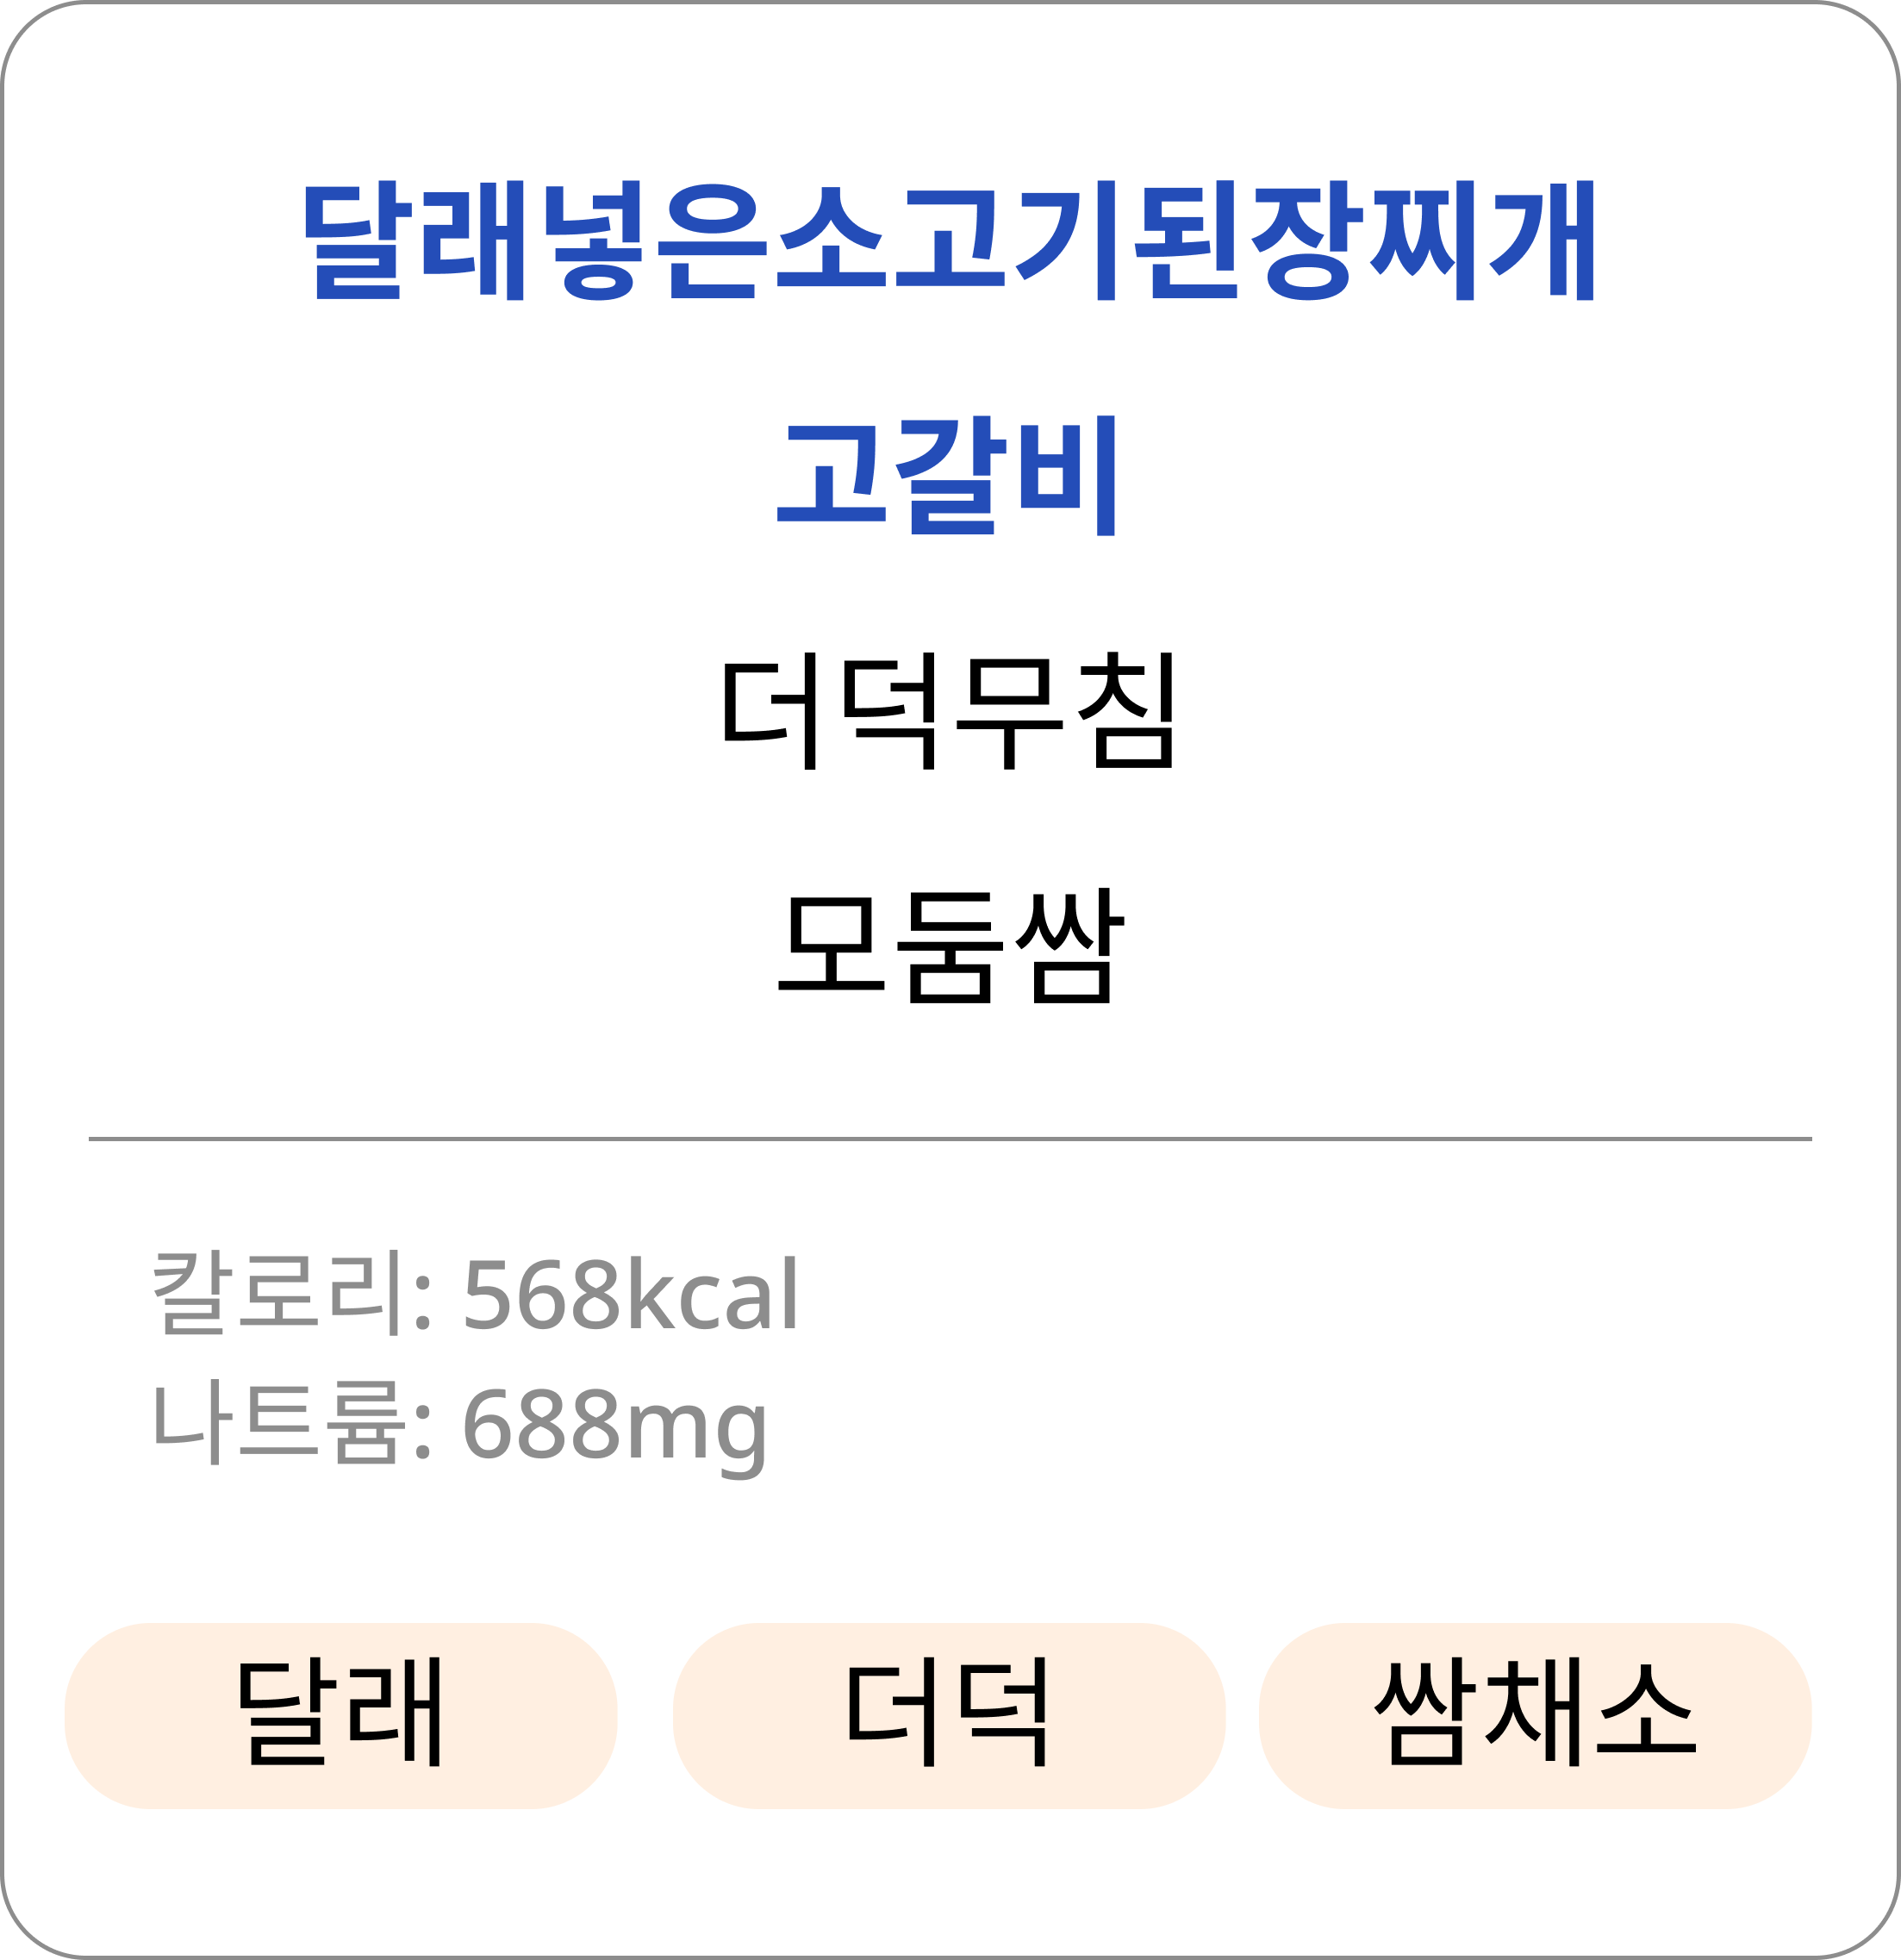 달래녕은소고기된장찌개
고갈비
더덕무침
모둠쌈
칼로리: 568kcal
나트륨: 688mg
달래
더덕
쌈채소